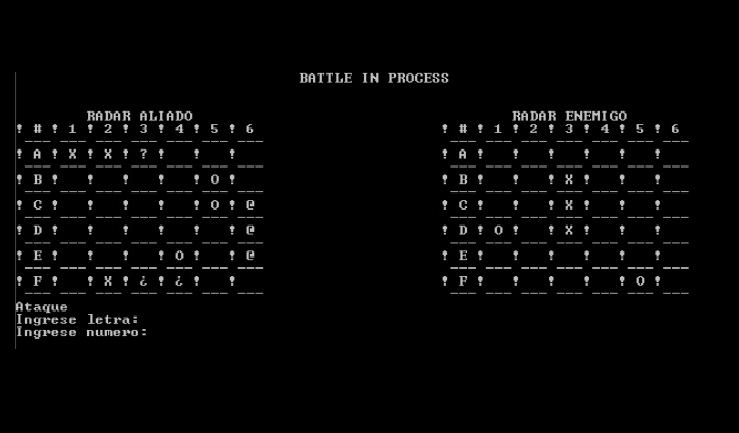 BATTLE IN PROCESS
RADAR ALIADO RADAR ENEMIGO
! # ! 1 ! 2 ! 3 ! 4 ! 5 ! 6 ! # ! 1 ! 2 ! 3 ! 4 ! 5 ! 6
! A ! X ! X ! ? ! ! ! ! A ! ! ! ! !
! B ! ! ! ! ! O ! ! B ! ! ! X ! ! !
! C ! ! ! ! ! O ! @ ! C ! ! ! X ! ! !
! D ! ! ! ! ! ! @ ! D ! O ! ! X ! ! !
! E ! ! ! ! O ! ! @ ! E ! ! ! ! ! !
! F ! ! X ! ¿ ! ¿ ! ! ! F ! ! ! ! ! O !
Ataque
Ingrese letra:
Ingrese numero: